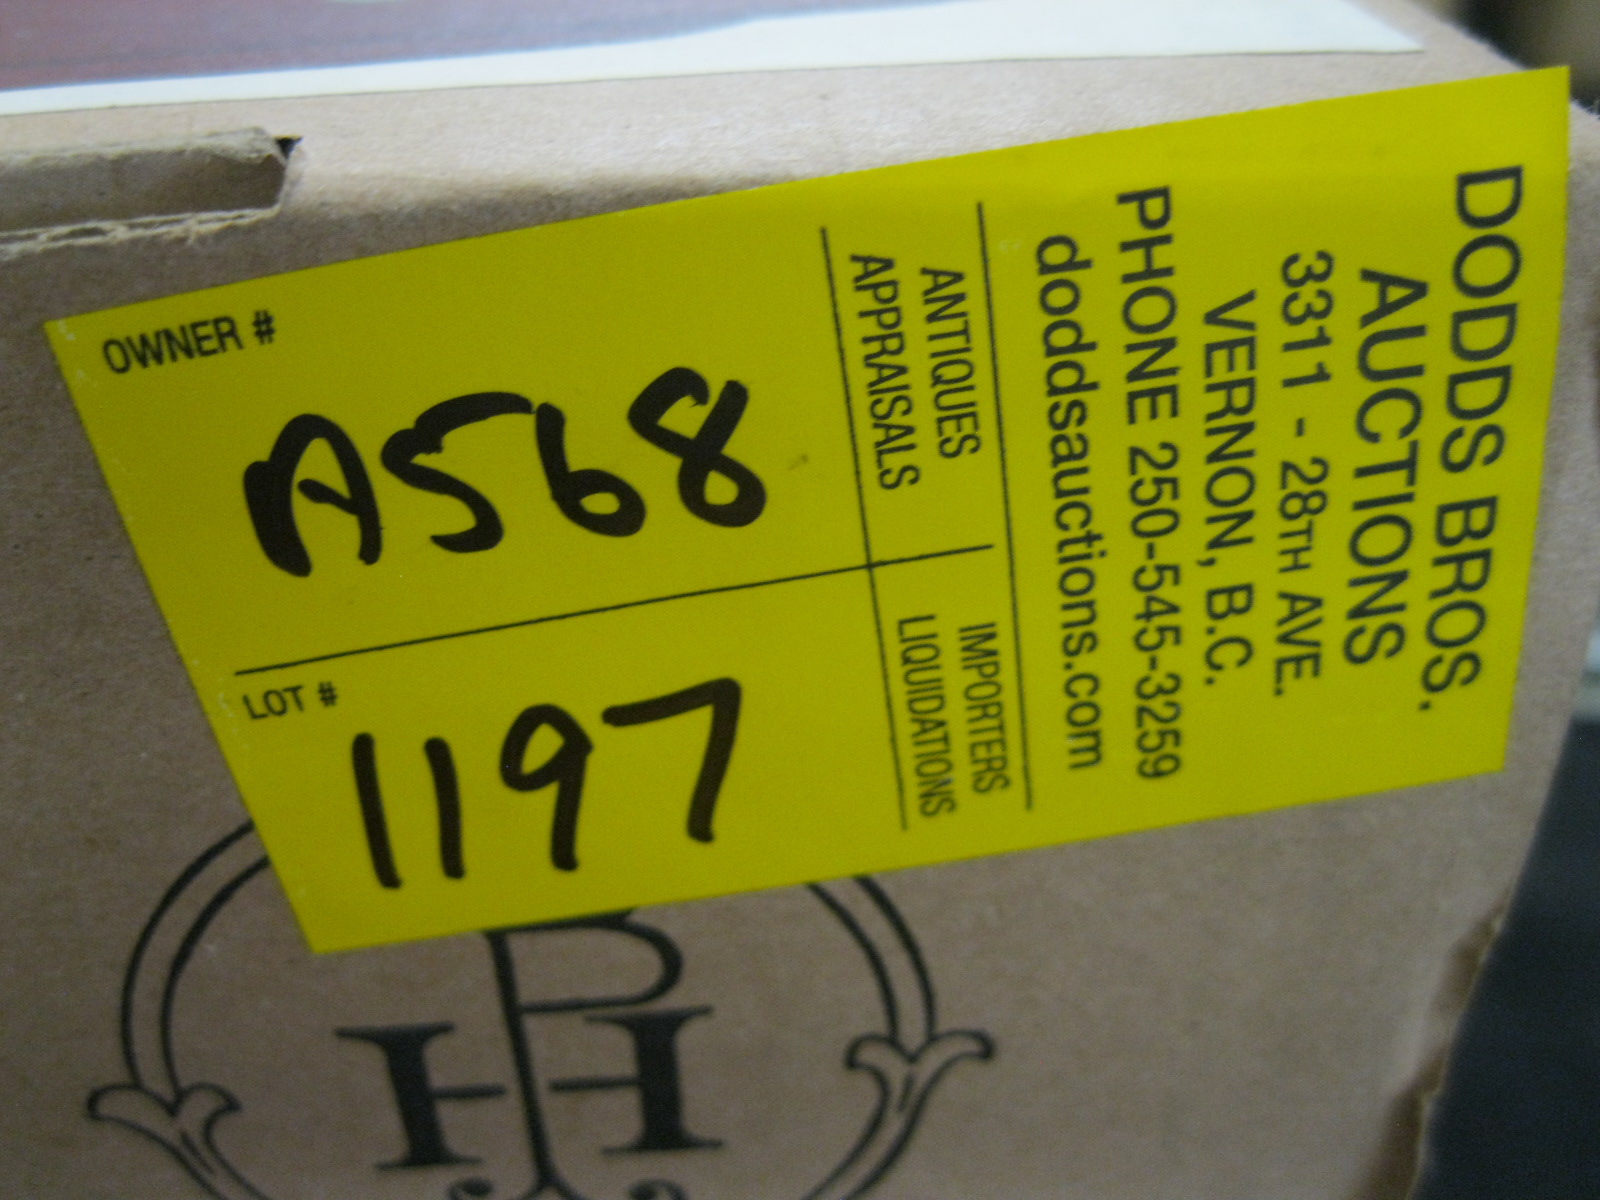 DODDS BROS.
AUCTIONS
3311 - 28TH AVE.
VERNON, B.C.
PHONE 250-545-3259
doddsauctions.com
ANTIQUES
APPRAISALS
IMPORTERS
LIQUIDATIONS
OWNER #
A568
LOT #
1197
B
H